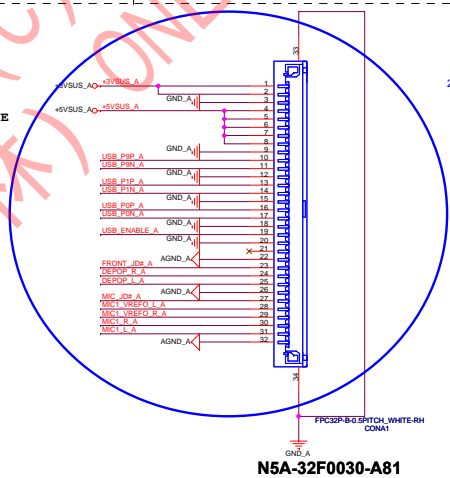 33
+3VSUS_A
+3VSUS_A
1
2
GND_A
3
+5VSUS_A
+5VSUS_A
4
5
6
7
8
GND_A
9
USB_P9P_A
10
USB_P9N_A
11
GND_A
12
USB_P1P_A
13
USB_P1N_A
14
GND_A
15
USB_P0P_A
16
USB_P0N_A
17
GND_A
18
USB_ENABLE_A
19
GND_A
20
21
AGND_A
22
FRONT_JD#_A
23
DEPOP_R_A
24
DEPOP_L_A
25
AGND_A
26
MIC_JD#_A
27
MIC1_VREFO_L_A
28
MIC1_VREFO_R_A
29
MIC1_R_A
30
MIC1_L_A
31
AGND_A
32
34
FPC32P-B-0.5PITCH_WHITE-RH
CONA1
GND_A
N5A-32F0030-A81
E
2